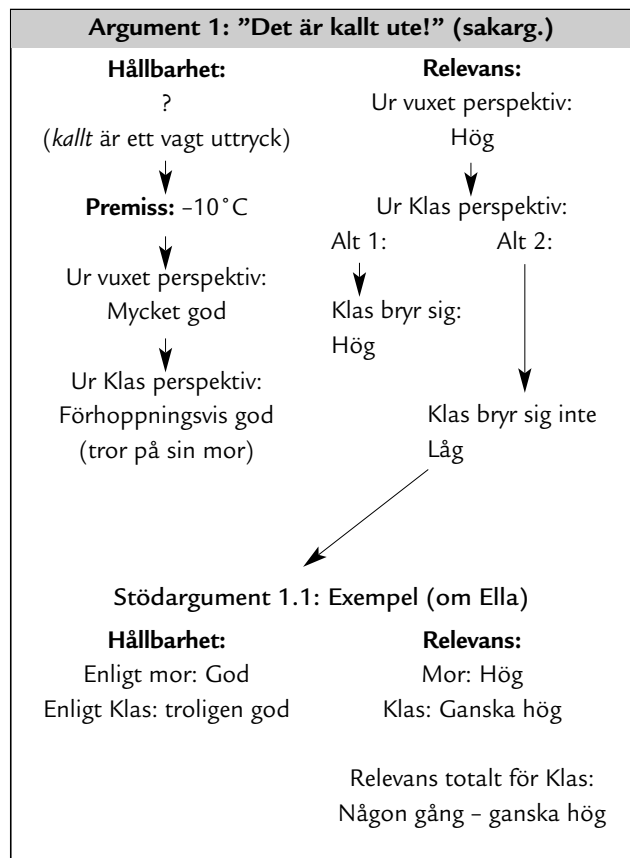 Argument 1: ”Det är kallt ute!” (sakarg.)
Hållbarhet:
?
(kallt är ett vagt uttryck)
Premiss: –10˚C
Ur vuxet perspektiv:
Mycket god
Ur Klas perspektiv:
Förhoppningsvis god
(tror på sin mor)
Relevans:
Ur vuxet perspektiv:
Hög
Ur Klas perspektiv:
Alt 1:
Alt 2:
Klas bryr sig:
Hög
Klas bryr sig inte
Låg
Stödargument 1.1: Exempel (om Ella)
Hållbarhet:
Enligt mor: God
Enligt Klas: troligen god
Relevans:
Mor: Hög
Klas: Ganska hög
Relevans totalt för Klas:
Någon gång – ganska hög